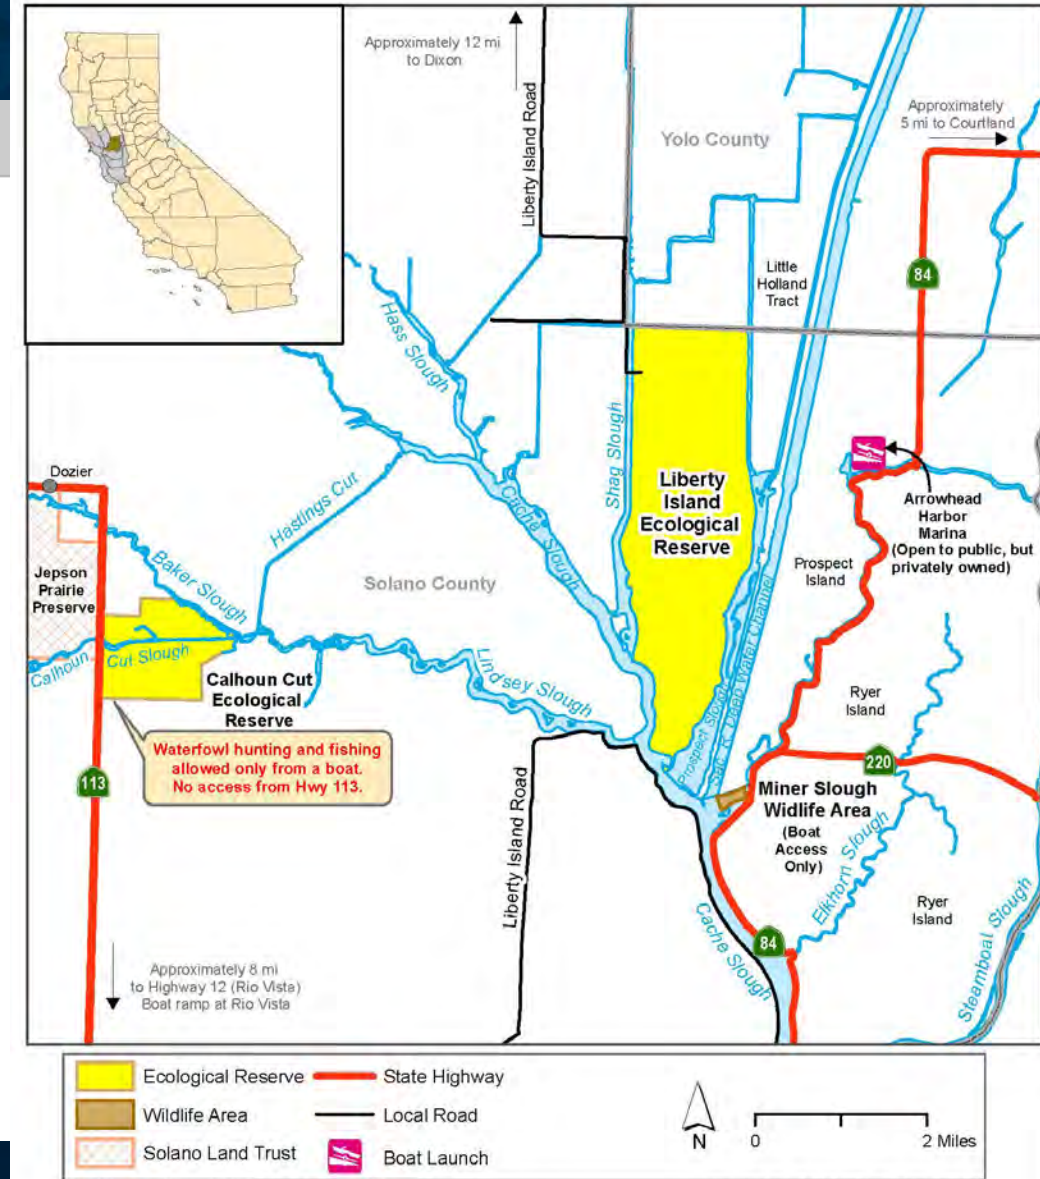 Approximately 12 mi
to Dixon
Liberty Island Road
Yolo County
Approximately
5 mi to Courtland
Little
Holland
Tract
84
Hass Slough
Shag Slough
Liberty
Island
Ecological
Reserve
Arrowhead
Harbor
Marina
(Open to public, but
privately owned)
Dozier
Hastings Cut
Cache Slough
Prospect
Island
Jepson
Prairie
Preserve
Baker Slough
Solano County
Calhoun Cut Slough
Calhoun Cut
Ecological
Reserve
Lindsey Slough
Prospect Slough
Sac. R. Deep Water Channel
Ryer
Island
Waterfowl hunting and fishing
allowed only from a boat.
No access from Hwy 113.
113
220
Miner Slough
Widlife Area
(Boat
Access
Only)
Liberty Island Road
Elkhorn Slough
Ryer
Island
Cache Slough
84
Steamboat Slough
Approximately 8 mi
to Highway 12 (Rio Vista)
Boat ramp at Rio Vista
Ecological Reserve
State Highway
Wildlife Area
Local Road
Solano Land Trust
Boat Launch
N
0
2 Miles